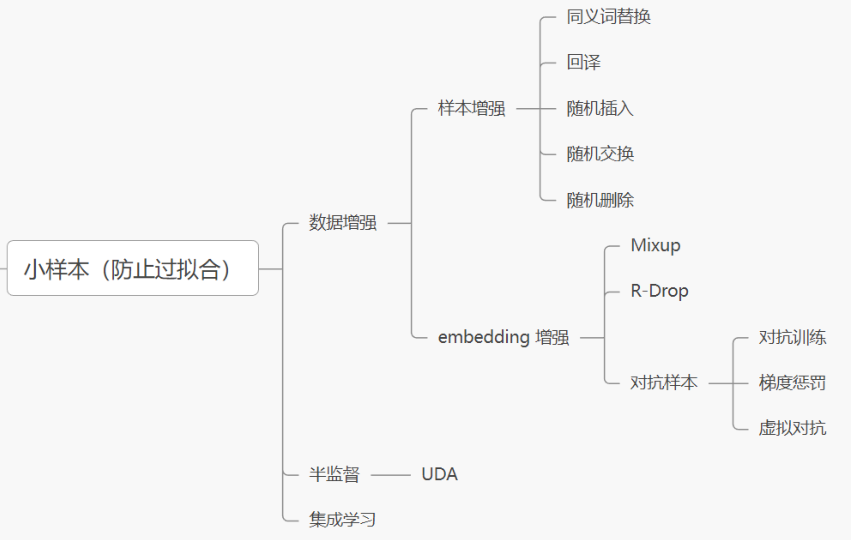 小样本（防止过拟合）
数据增强
样本增强
同义词替换
回译
随机插入
随机交换
随机删除
embedding 增强
Mixup
R-Drop
对抗样本
对抗训练
梯度惩罚
虚拟对抗
半监督
UDA
集成学习